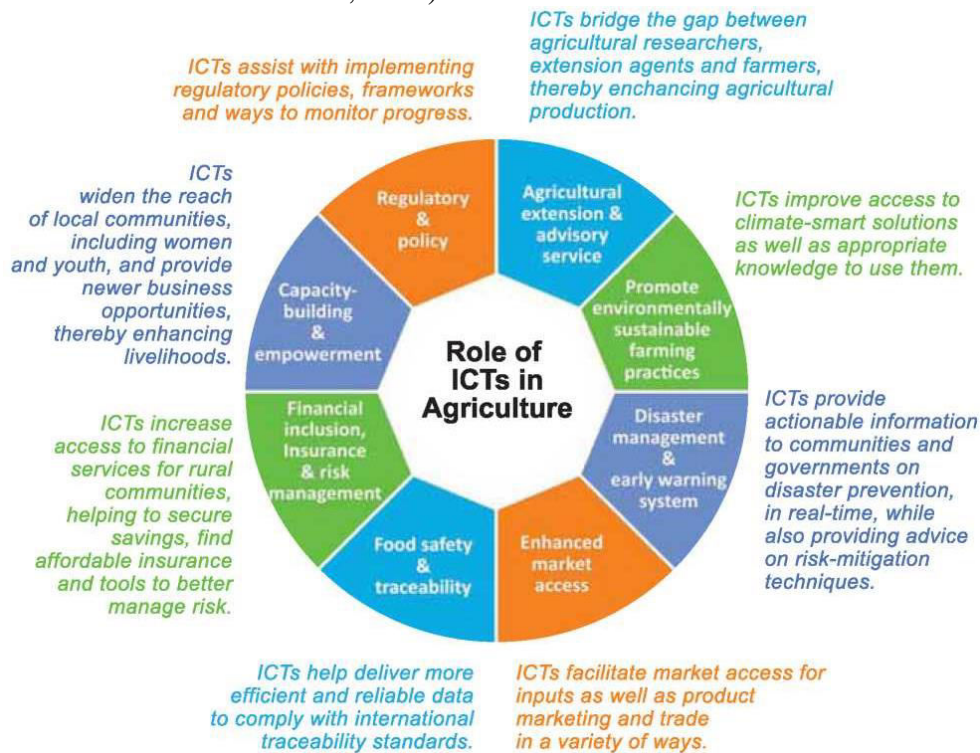 ICTs bridge the gap between
agricultural researchers,
extension agents and farmers,
thereby enchancing agricultural
production.
ICTs assist with implementing
regulatory policies, frameworks
and ways to monitor progress.
ICTs
widen the reach
of local communities,
including women
and youth, and provide
newer business
opportunities,
thereby enhancing
livelihoods.
Regulatory
&
policy
Agricultural
extension &
advisory
service
ICTs improve access to
climate-smart solutions
as well as appropriate
knowledge to use them.
Capacity-
building
&
empowerment
Promote
environmentally
sustainable
farming
practices
Role of
ICTs in
Agriculture
ICTs increase
access to financial
services for rural
communities,
helping to secure
savings, find
affordable insurance
and tools to better
manage risk.
Financial
inclusion,
Insurance
& risk
management
Disaster
management
&
early warning
system
ICTs provide
actionable information
to communities and
governments on
disaster prevention,
in real-time, while
also providing advice
on risk-mitigation
techniques.
Food safety
&
traceability
Enhanced
market
access
ICTs help deliver more
efficient and reliable data
to comply with international
traceability standards.
ICTs facilitate market access for
inputs as well as product
marketing and trade
in a variety of ways.